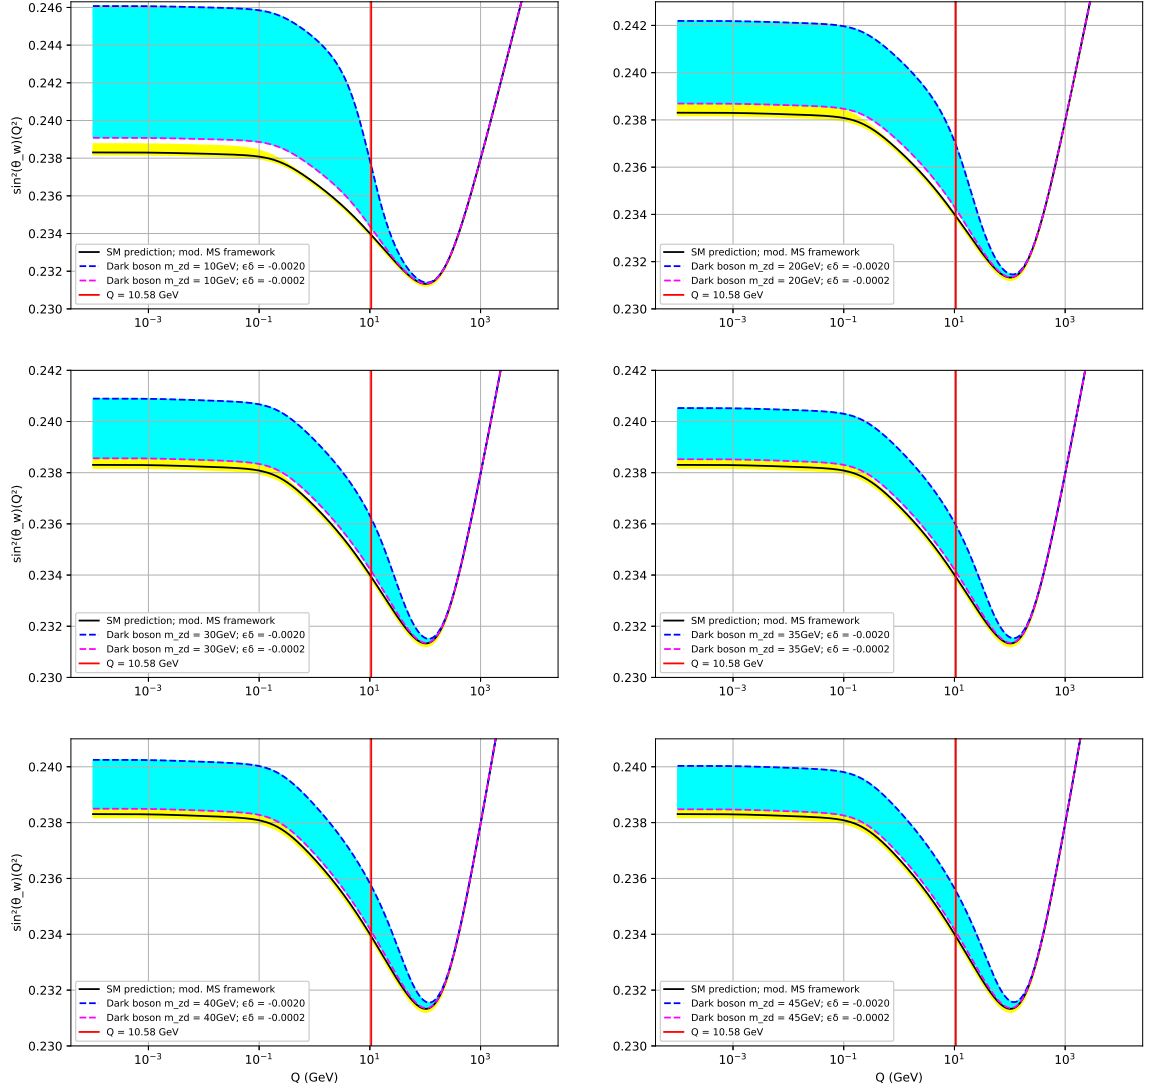 0.246
0.244
0.242
0.240
0.238
0.236
0.234
0.232
0.230
sin²(θ_w)(Q²)
SM prediction; mod. MS framework
Dark boson m_zd = 10GeV; ϵδ = -0.0020
Dark boson m_zd = 10GeV; ϵδ = -0.0002
Q = 10.58 GeV
10⁻³ 10⁻¹ 10¹ 10³
0.242
0.240
0.238
0.236
0.234
0.232
0.230
SM prediction; mod. MS framework
Dark boson m_zd = 20GeV; ϵδ = -0.0020
Dark boson m_zd = 20GeV; ϵδ = -0.0002
Q = 10.58 GeV
10⁻³ 10⁻¹ 10¹ 10³
0.242
0.240
0.238
0.236
0.234
0.232
0.230
sin²(θ_w)(Q²)
SM prediction; mod. MS framework
Dark boson m_zd = 30GeV; ϵδ = -0.0020
Dark boson m_zd = 30GeV; ϵδ = -0.0002
Q = 10.58 GeV
10⁻³ 10⁻¹ 10¹ 10³
0.242
0.240
0.238
0.236
0.234
0.232
0.230
SM prediction; mod. MS framework
Dark boson m_zd = 35GeV; ϵδ = -0.0020
Dark boson m_zd = 35GeV; ϵδ = -0.0002
Q = 10.58 GeV
10⁻³ 10⁻¹ 10¹ 10³
0.240
0.238
0.236
0.234
0.232
0.230
sin²(θ_w)(Q²)
SM prediction; mod. MS framework
Dark boson m_zd = 40GeV; ϵδ = -0.0020
Dark boson m_zd = 40GeV; ϵδ = -0.0002
Q = 10.58 GeV
10⁻³ 10⁻¹ 10¹ 10³
Q (GeV)
0.240
0.238
0.236
0.234
0.232
0.230
SM prediction; mod. MS framework
Dark boson m_zd = 45GeV; ϵδ = -0.0020
Dark boson m_zd = 45GeV; ϵδ = -0.0002
Q = 10.58 GeV
10⁻³ 10⁻¹ 10¹ 10³
Q (GeV)